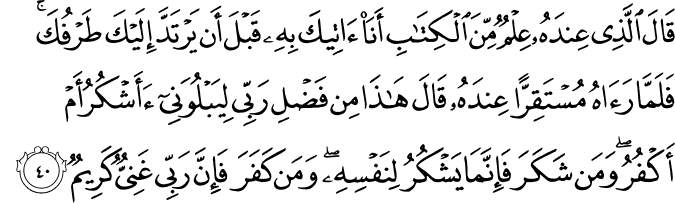 قَالَ ٱلَّذِى عِندَهُۥ عِلْمٌ مِّنَ ٱلْكِتَٰبِ أَنَا۠ ءَاتِيكَ بِهِۦ قَبْلَ أَن يَرْتَدَّ إِلَيْكَ طَرْفُكَ ۚ
فَلَمَّا رَءَاهُ مُسْتَقِرًّا عِندَهُۥ قَالَ هَٰذَا مِن فَضْلِ رَبِّى لِيَبْلُوَنِىٓ ءَأَشْكُرُ أَمْ
أَكْفُرُ ۖ وَمَن شَكَرَ فَإِنَّمَا يَشْكُرُ لِنَفْسِهِۦ ۖ وَمَن كَفَرَ فَإِنَّ رَبِّى غَنِىٌّ كَرِيمٌ ٤٠